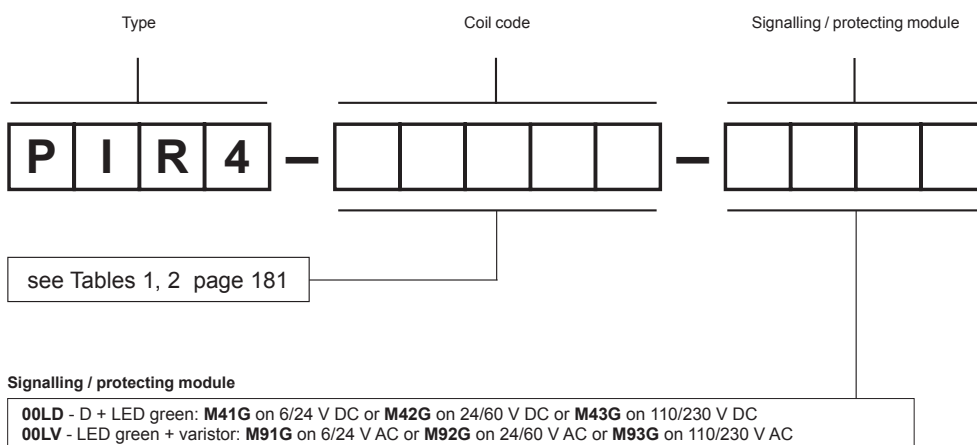 Type Coil code Signalling / protecting module
PIR4 – –
see Tables 1, 2 page 181
Signalling / protecting module
00LD - D + LED green: M41G on 6/24 V DC or M42G on 24/60 V DC or M43G on 110/230 V DC
00LV - LED green + varistor: M91G on 6/24 V AC or M92G on 24/60 V AC or M93G on 110/230 V AC